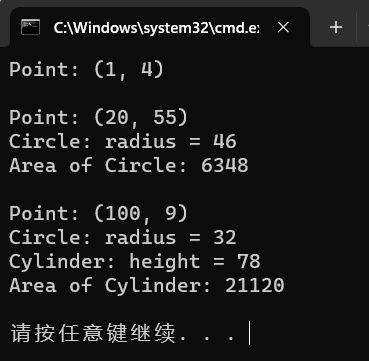 C:\Windows\system32\cmd.e
Point: (1, 4)
Point: (20, 55)
Circle: radius = 46
Area of Circle: 6348
Point: (100, 9)
Circle: radius = 32
Cylinder: height = 78
Area of Cylinder: 21120
请按任意键继续. . .